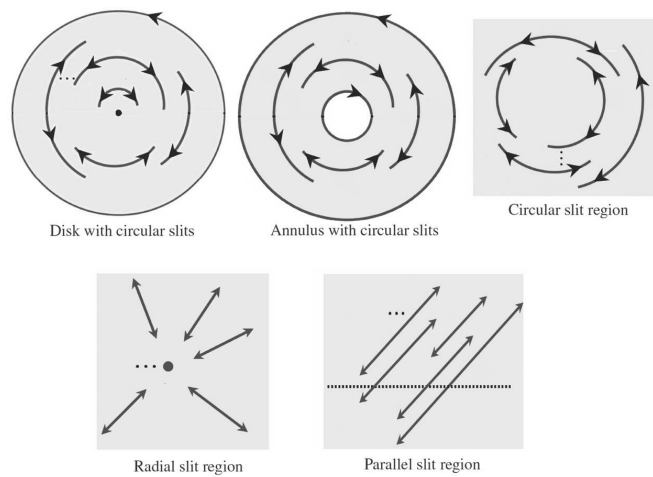 Disk with circular slits
Annulus with circular slits
Circular slit region
Radial slit region
Parallel slit region